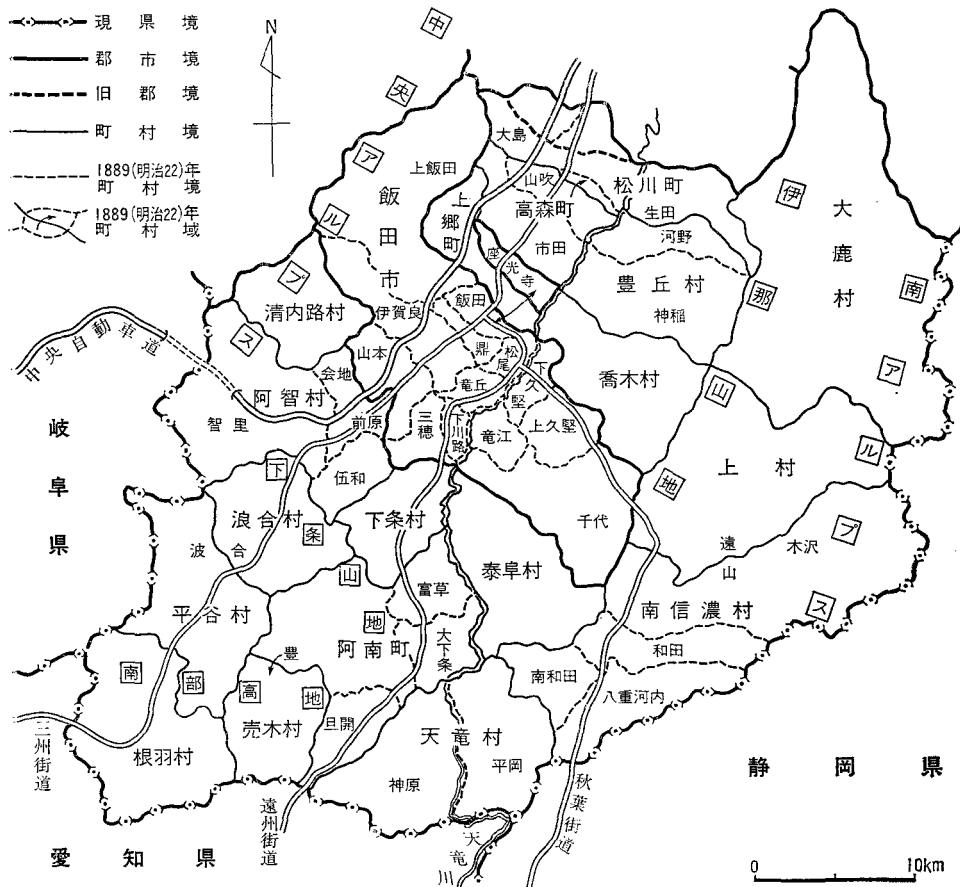 現県境
郡市境
旧郡境
町村境
1889(明治22)年
町村境
1889(明治22)年
町村域
N
中央アルプス
伊那山地
南アルプス
下条山地
南部高地
飯田市
上飯田
上郷町
座光寺
飯田
伊賀良
山本
鼎
松尾
竜丘
三穂
下川路
下久堅
上久堅
竜江
千代
大島
山吹
松川町
生田
高森町
市田
河野
豊丘村
神稲
大鹿村
喬木村
上村
清内路村
会地
阿智村
智里
前原
伍和
中央自動車道
浪合村
波合
平谷村
根羽村
下条村
富草
阿南町
大下条
豊
売木村
旦開
泰阜村
天竜村
神原
平岡
遠山
木沢
南信濃村
和田
南和田
八重河内
岐阜県
愛知県
静岡県
三州街道
遠州街道
秋葉街道
天竜川
0 10km